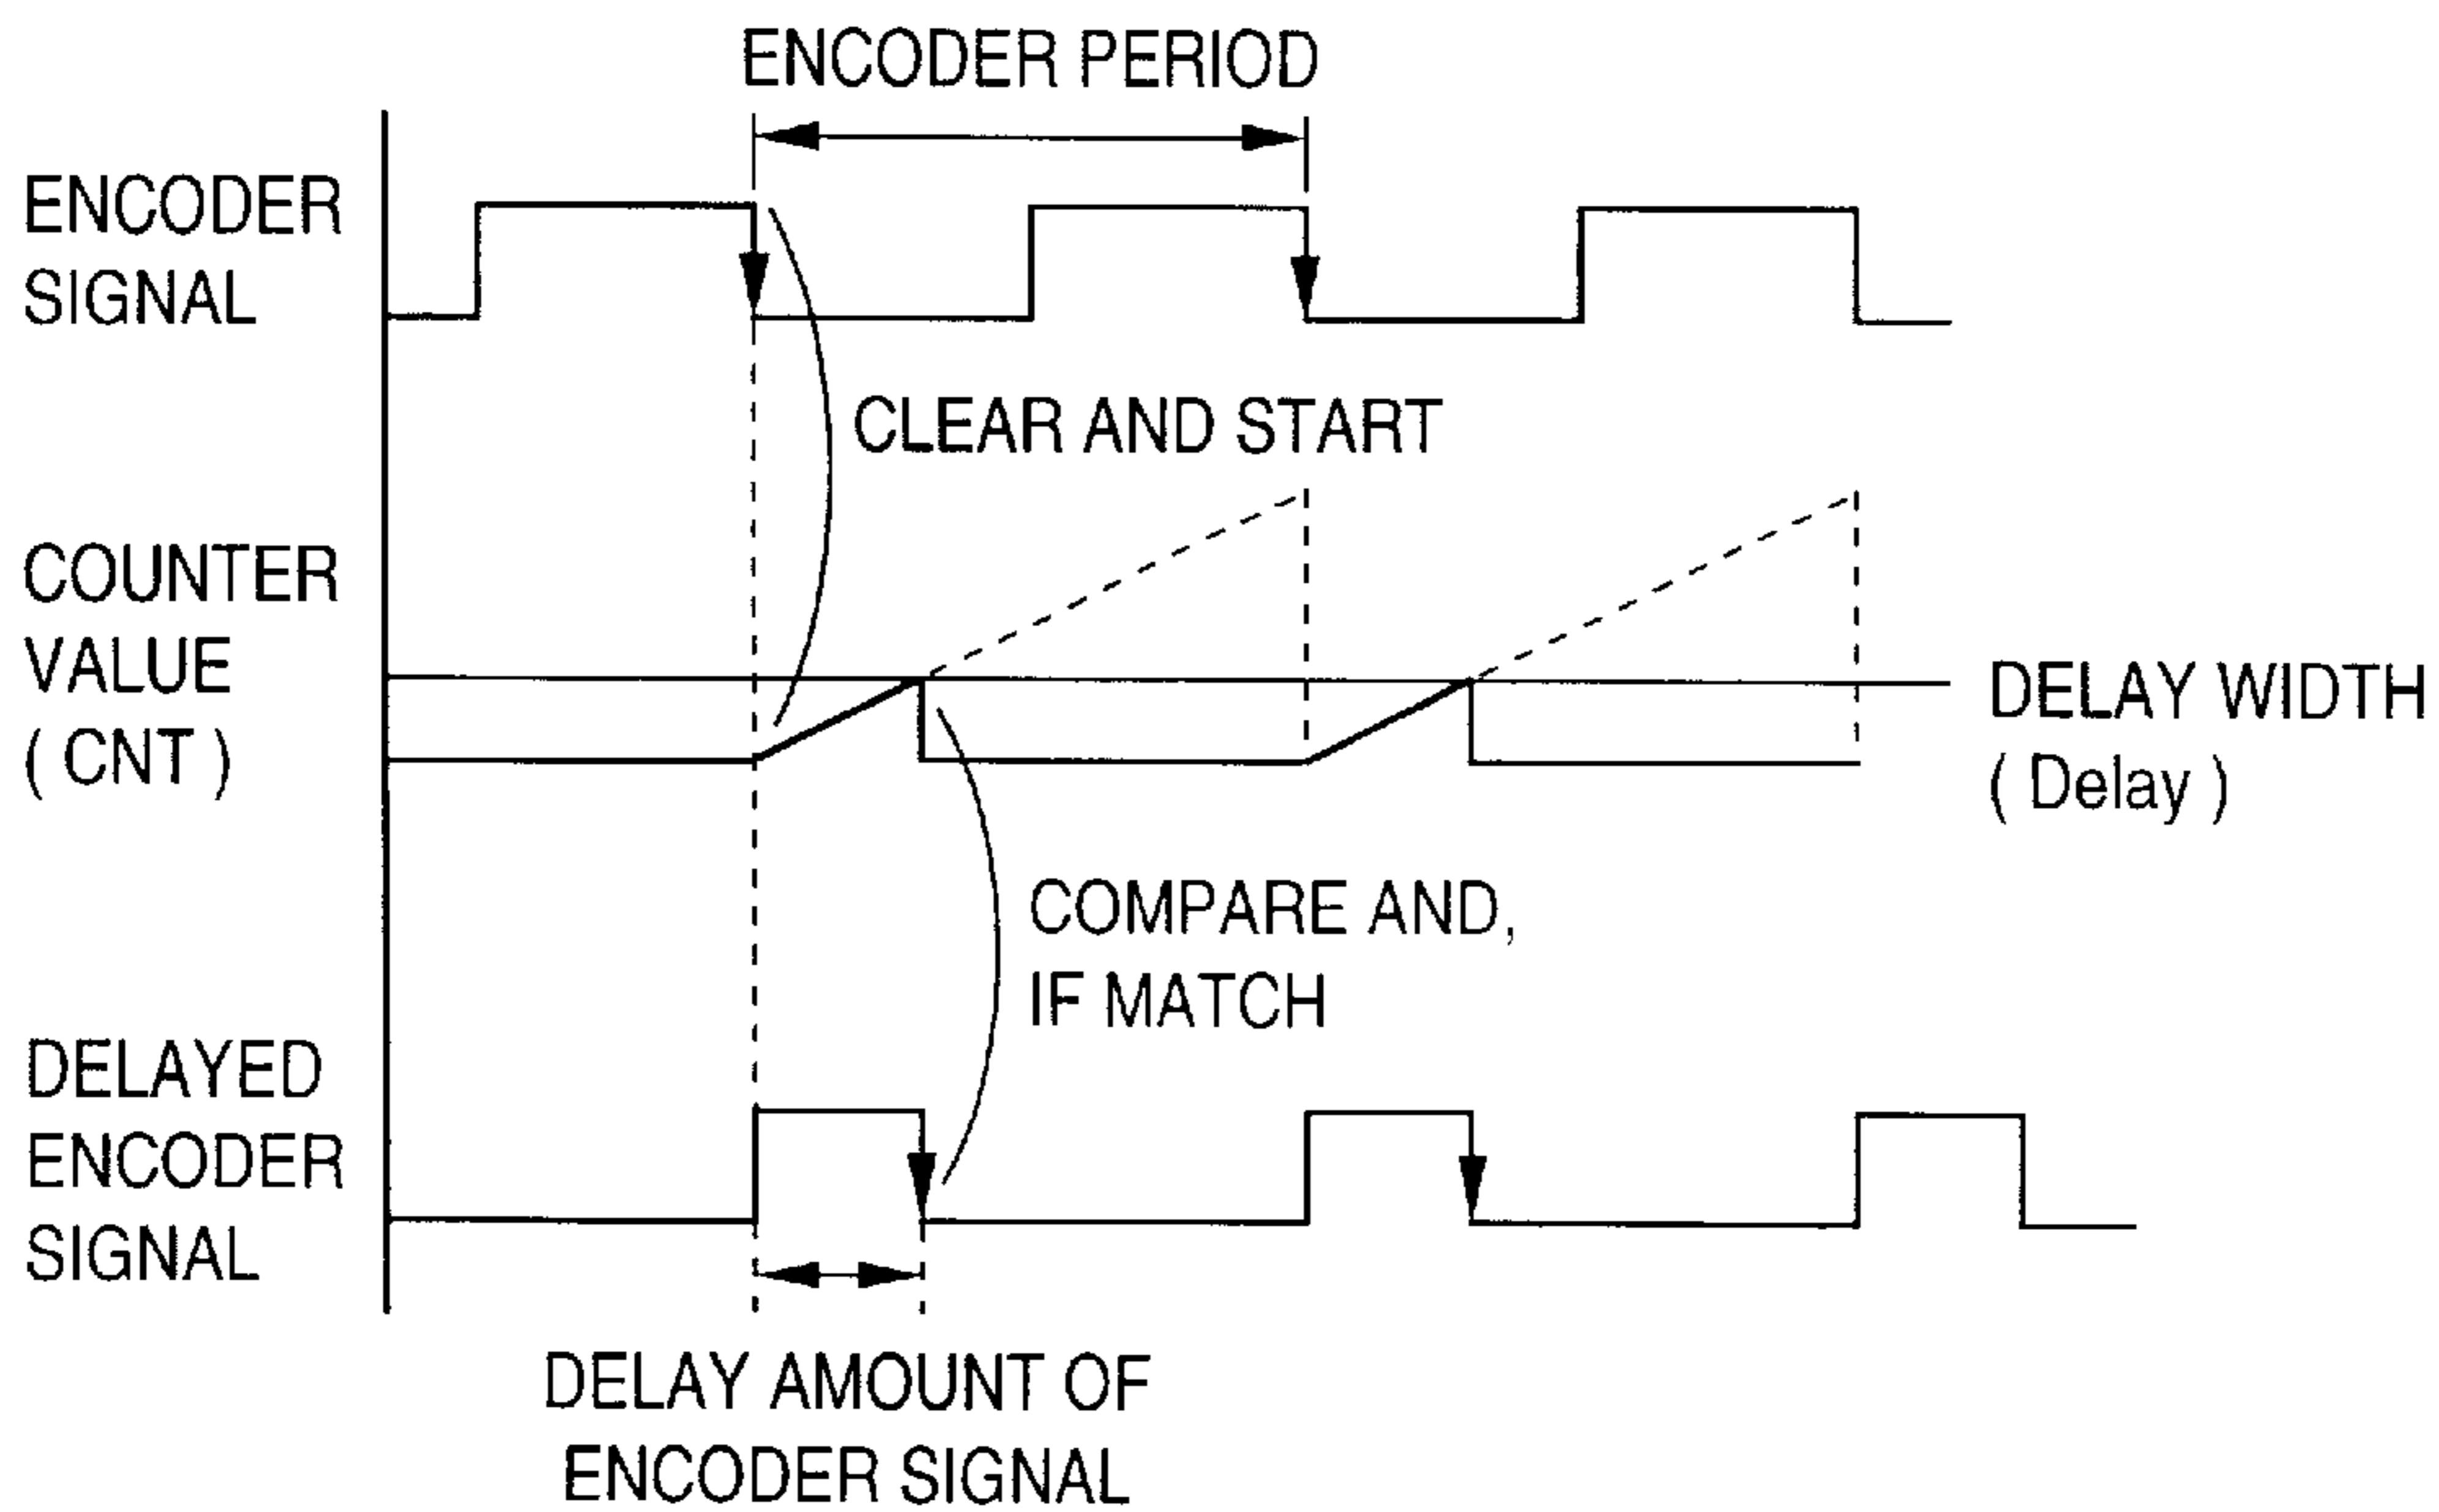 ENCODER PERIOD
ENCODER
SIGNAL
CLEAR AND START
COUNTER
VALUE
( CNT )
DELAY WIDTH
( Delay )
COMPARE AND,
IF MATCH
DELAYED
ENCODER
SIGNAL
DELAY AMOUNT OF
ENCODER SIGNAL